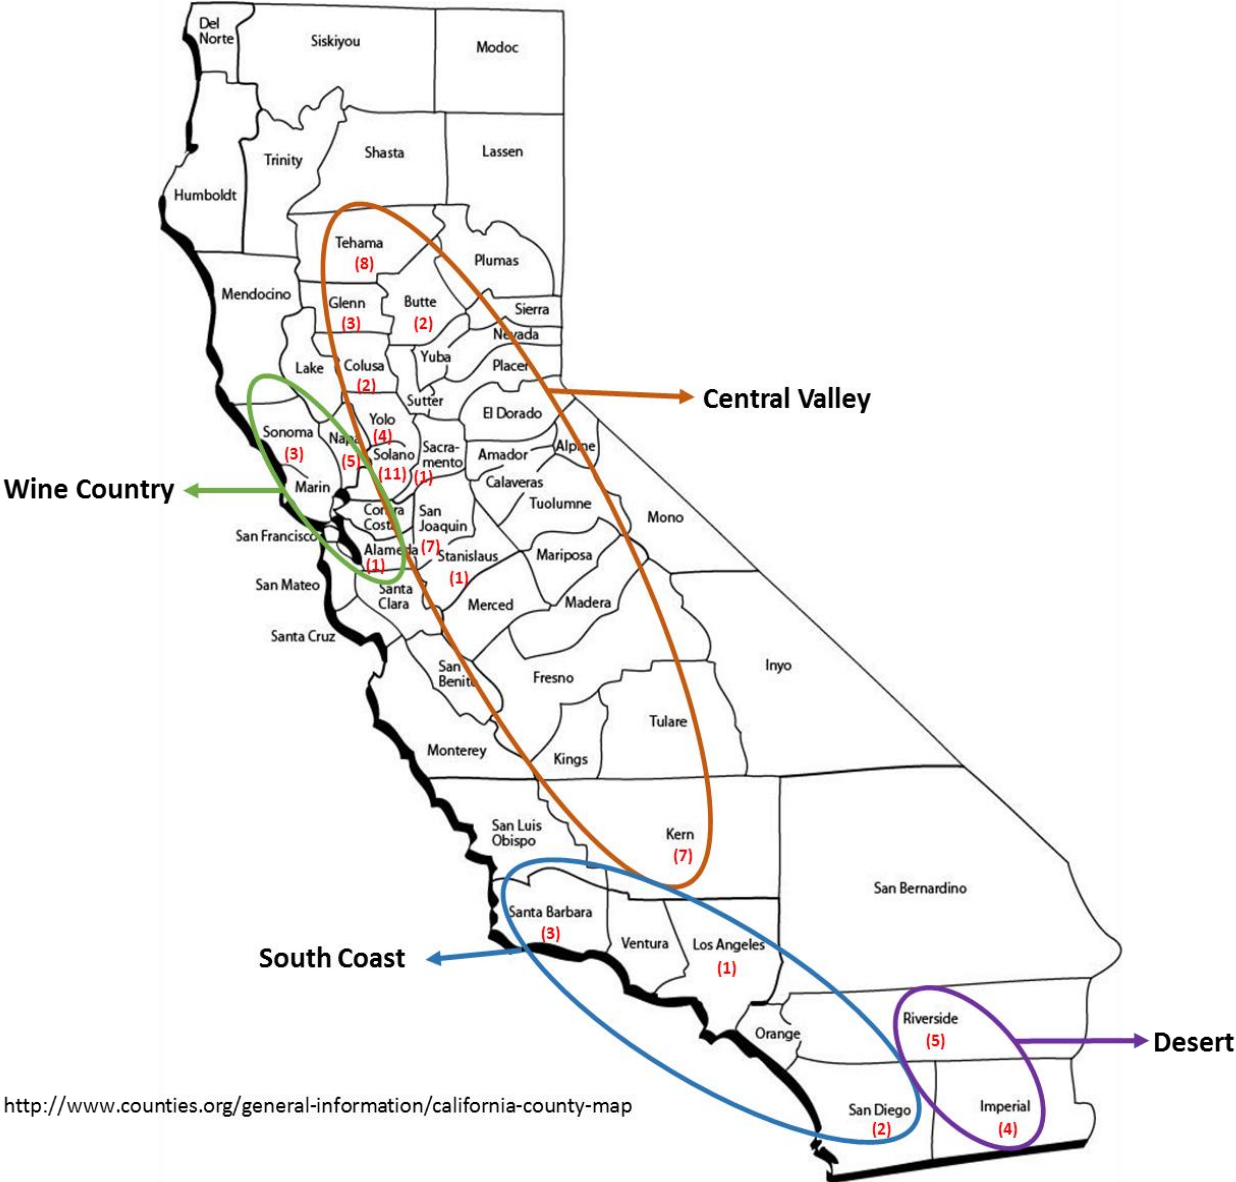 Del
Norte
Siskiyou
Modoc
Trinity
Shasta
Lassen
Humboldt
Tehama
(8)
Plumas
Mendocino
Glenn
(3)
Butte
(2)
Sierra
Nevada
Lake
Colusa
(2)
Yuba
Placer
Sutter
Central Valley
El Dorado
Sonoma
(3)
Napa
(5)
Yolo
(4)
Solano
(11)
Sacra-
mento
(1)
Amador
Alpine
Calaveras
Wine Country
Marin
Contra
Costa
San
Joaquin
(7)
Tuolumne
Mono
San Francisco
Alameda
(1)
Stanislaus
(1)
Mariposa
San Mateo
Santa
Clara
Merced
Madera
Santa Cruz
San
Benito
Fresno
Inyo
Monterey
Kings
Tulare
San Luis
Obispo
Kern
(7)
San Bernardino
Santa Barbara
(3)
Ventura
Los Angeles
(1)
South Coast
Orange
Riverside
(5)
Desert
San Diego
(2)
Imperial
(4)
http://www.counties.org/general-information/california-county-map